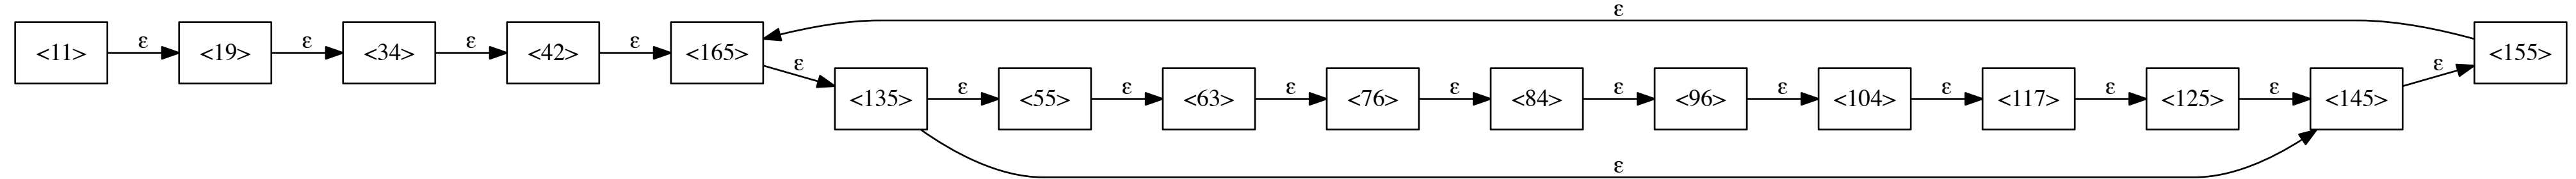 ε
<11> ε <19> ε <34> ε <42> ε <165> <155>
ε ε
<135> ε <55> ε <63> ε <76> ε <84> ε <96> ε <104> ε <117> ε <125> ε <145>
ε